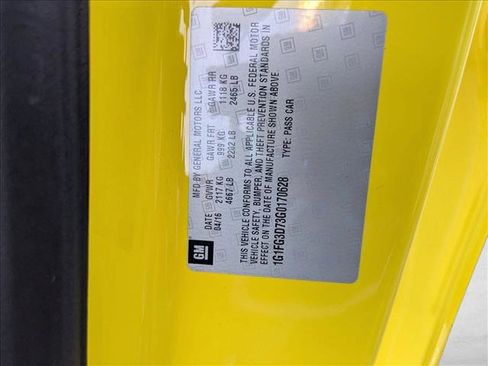 GM
MFD BY GENERAL MOTORS LLC
DATE GVWR GAWR FRT GAWR RR
04/16 2117 KG 999 KG 1118 KG
4667 LB 2202 LB 2465 LB
THIS VEHICLE CONFORMS TO ALL APPLICABLE U.S. FEDERAL MOTOR
VEHICLE SAFETY, BUMPER, AND THEFT PREVENTION STANDARDS IN
EFFECT ON THE DATE OF MANUFACTURE SHOWN ABOVE.
1G1FG3D73G0170628 TYPE: PASS CAR